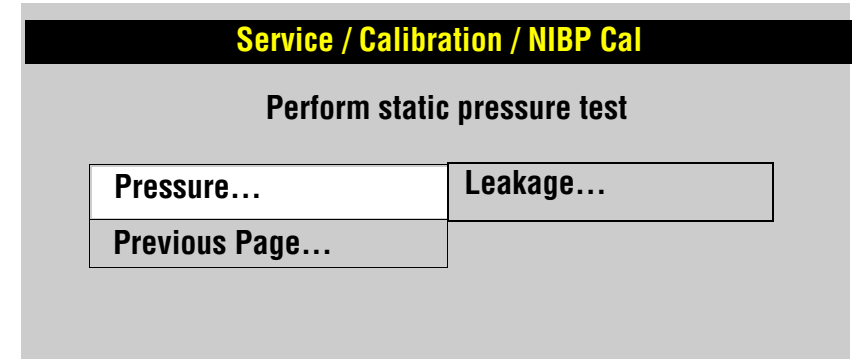 Service / Calibration / NIBP Cal
Perform static pressure test
Pressure...
Leakage...
Previous Page...